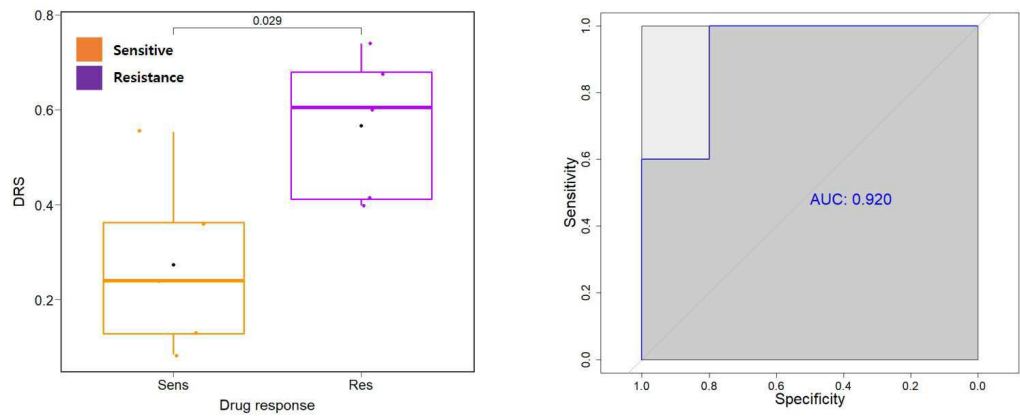 0.029
Sensitive
Resistance
0.8
0.6
0.4
0.2
DRS
Sens Res
Drug response
1.0
0.8
0.6
0.4
0.2
0.0
Sensitivity
AUC: 0.920
1.0 0.8 0.6 0.4 0.2 0.0
Specificity